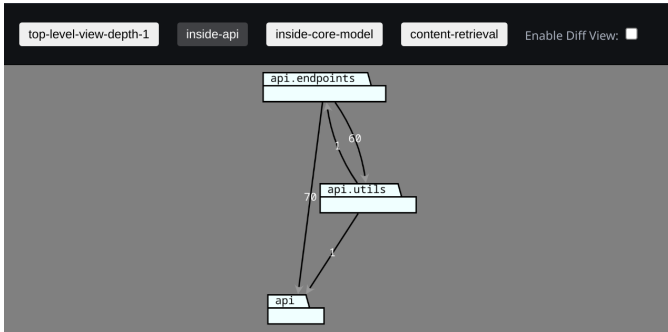 top-level-view-depth-1 inside-api inside-core-model content-retrieval Enable Diff View:
api.endpoints
1 60
api.utils
70
1
api